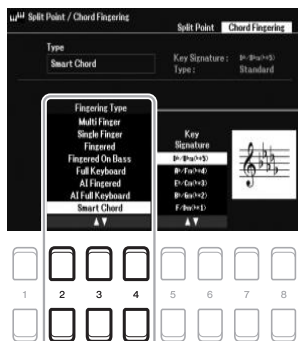 Split Point / Chord Fingering
Split Point Chord Fingering
Type
Smart Chord
Key Signature :
Type : Standard
Fingering Type
Multi Finger
Single Finger
Fingered
Fingered On Bass
Full Keyboard
AI Fingered
AI Full Keyboard
Smart Chord
Key
Signature
1 2 3 4 5 6 7 8